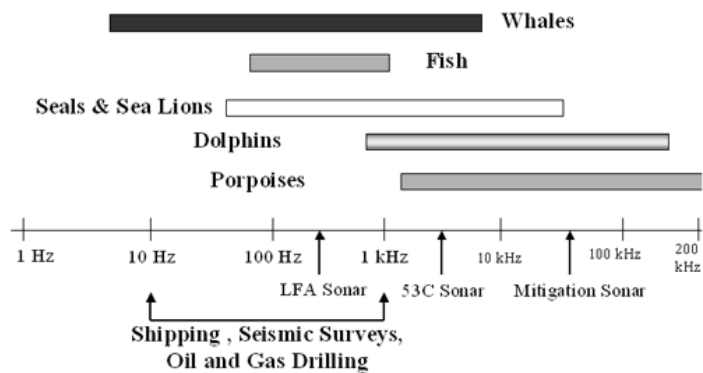 Whales
Fish
Seals & Sea Lions
Dolphins
Porpoises
1 Hz 10 Hz 100 Hz 1 kHz 10 kHz 100 kHz 200 kHz
LFA Sonar 53C Sonar Mitigation Sonar
Shipping , Seismic Surveys,
Oil and Gas Drilling